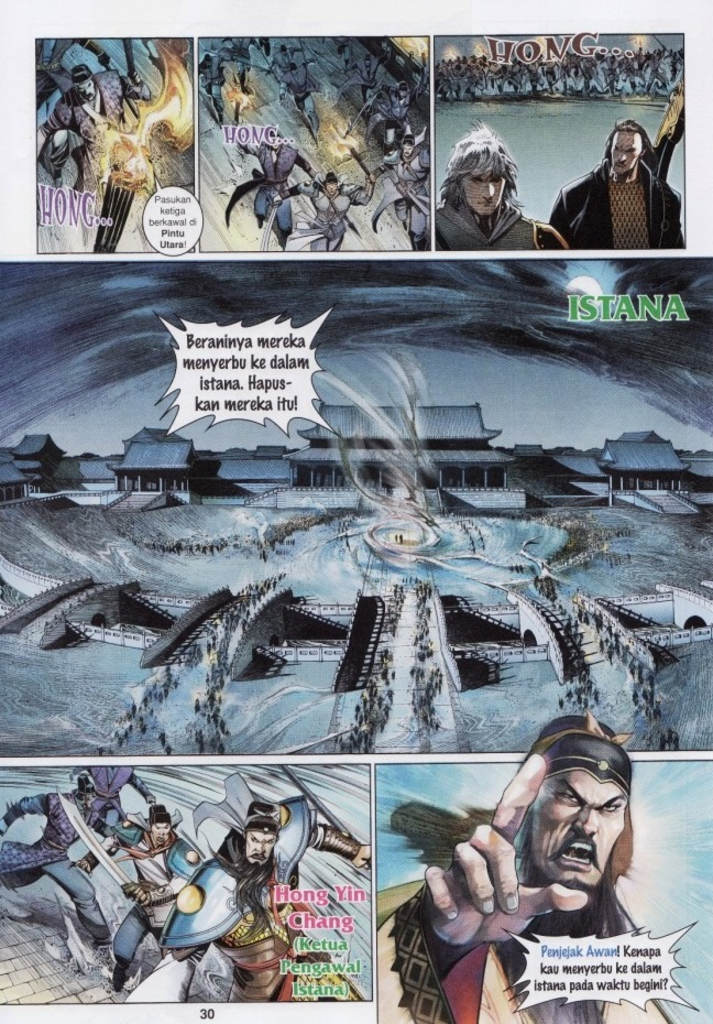 HONG...
HONG...
Pasukan
ketiga
berkawal di
Pintu
Utara!
HONG...
ISTANA
Beraninya mereka
menyerbu ke dalam
istana. Hapus-
kan mereka itu!
Hong Yin
Chang
(Ketua
Pengawal
Istana)
Penjejak Awan! Kenapa
kau menyerbu ke dalam
istana pada waktu begini?
30